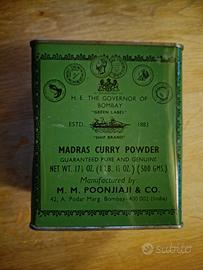 H. E. THE GOVERNOR OF
BOMBAY
"GREEN LABEL"
ESTD. 1883
"SHIP BRAND"
MADRAS CURRY POWDER
GUARANTEED PURE AND GENUINE
NET WT. 17½ OZ. (1 LB. 1½ OZ.) (500 GMS.)
Manufactured by :
M. M. POONJIAJI & CO.
42, A. Podar Marg. Bombay-400 002 (India)
subito